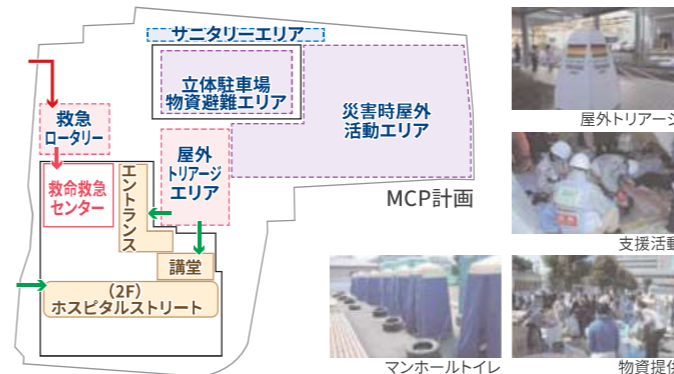 サニタリーエリア
立体駐車場
物資避難エリア
災害時屋外
活動エリア
救急
ロータリー
屋外
トリアージ
エリア
救命救急
センター
エントランス
講堂
(2F)
ホスピタルストリート
MCP計画
屋外トリアージ
支援活動
マンホールトイレ
物資提供